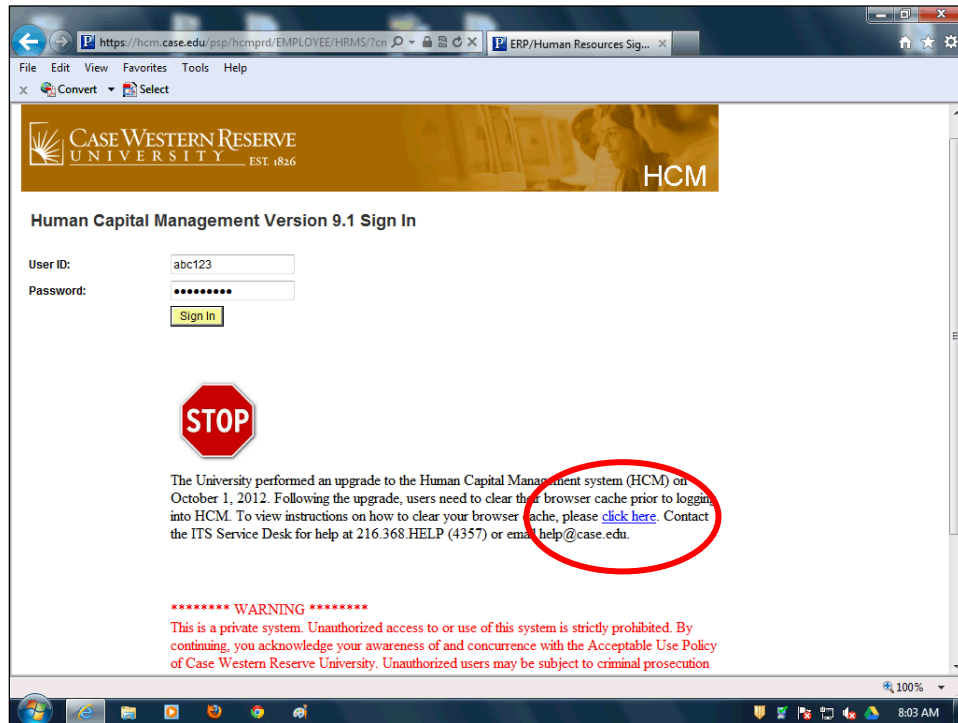 https://hcm.case.edu/psp/hcmprd/EMPLOYEE/HRMS/?cn
ERP/Human Resources Sig...
File Edit View Favorites Tools Help
x Convert Select
CASE WESTERN RESERVE
UNIVERSITY EST. 1826
HCM
Human Capital Management Version 9.1 Sign In
User ID: abc123
Password: •••••••••
Sign In
STOP
The University performed an upgrade to the Human Capital Management system (HCM) on
October 1, 2012. Following the upgrade, users need to clear their browser cache prior to logging
into HCM. To view instructions on how to clear your browser cache, please click here. Contact
the ITS Service Desk for help at 216.368.HELP (4357) or email help@case.edu.
******** WARNING ********
This is a private system. Unauthorized access to or use of this system is strictly prohibited. By
continuing, you acknowledge your awareness of and concurrence with the Acceptable Use Policy
of Case Western Reserve University. Unauthorized users may be subject to criminal prosecution
100%
8:03 AM